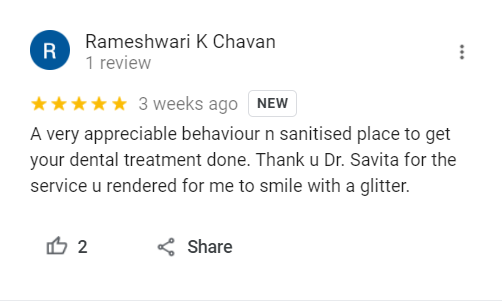 R
Rameshwari K Chavan
1 review
3 weeks ago NEW
A very appreciable behaviour n sanitised place to get
your dental treatment done. Thank u Dr. Savita for the
service u rendered for me to smile with a glitter.
2 Share